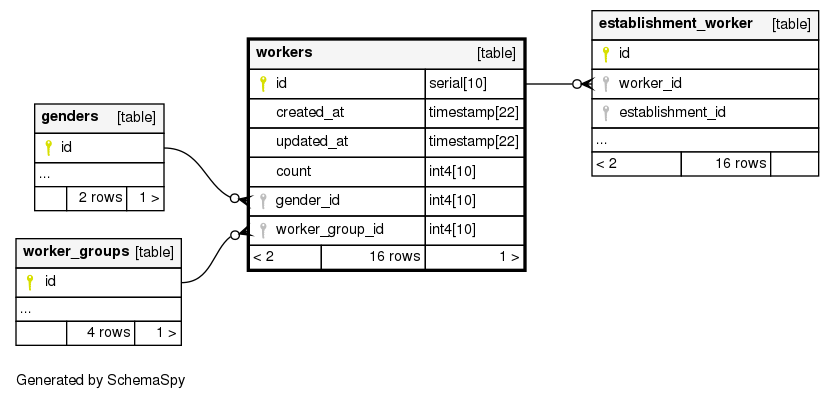 genders [table]
id
...
2 rows 1 >
worker_groups [table]
id
...
4 rows 1 >
workers [table]
id serial[10]
created_at timestamp[22]
updated_at timestamp[22]
count int4[10]
gender_id int4[10]
worker_group_id int4[10]
< 2 16 rows 1 >
establishment_worker [table]
id
worker_id
establishment_id
...
< 2 16 rows
Generated by SchemaSpy